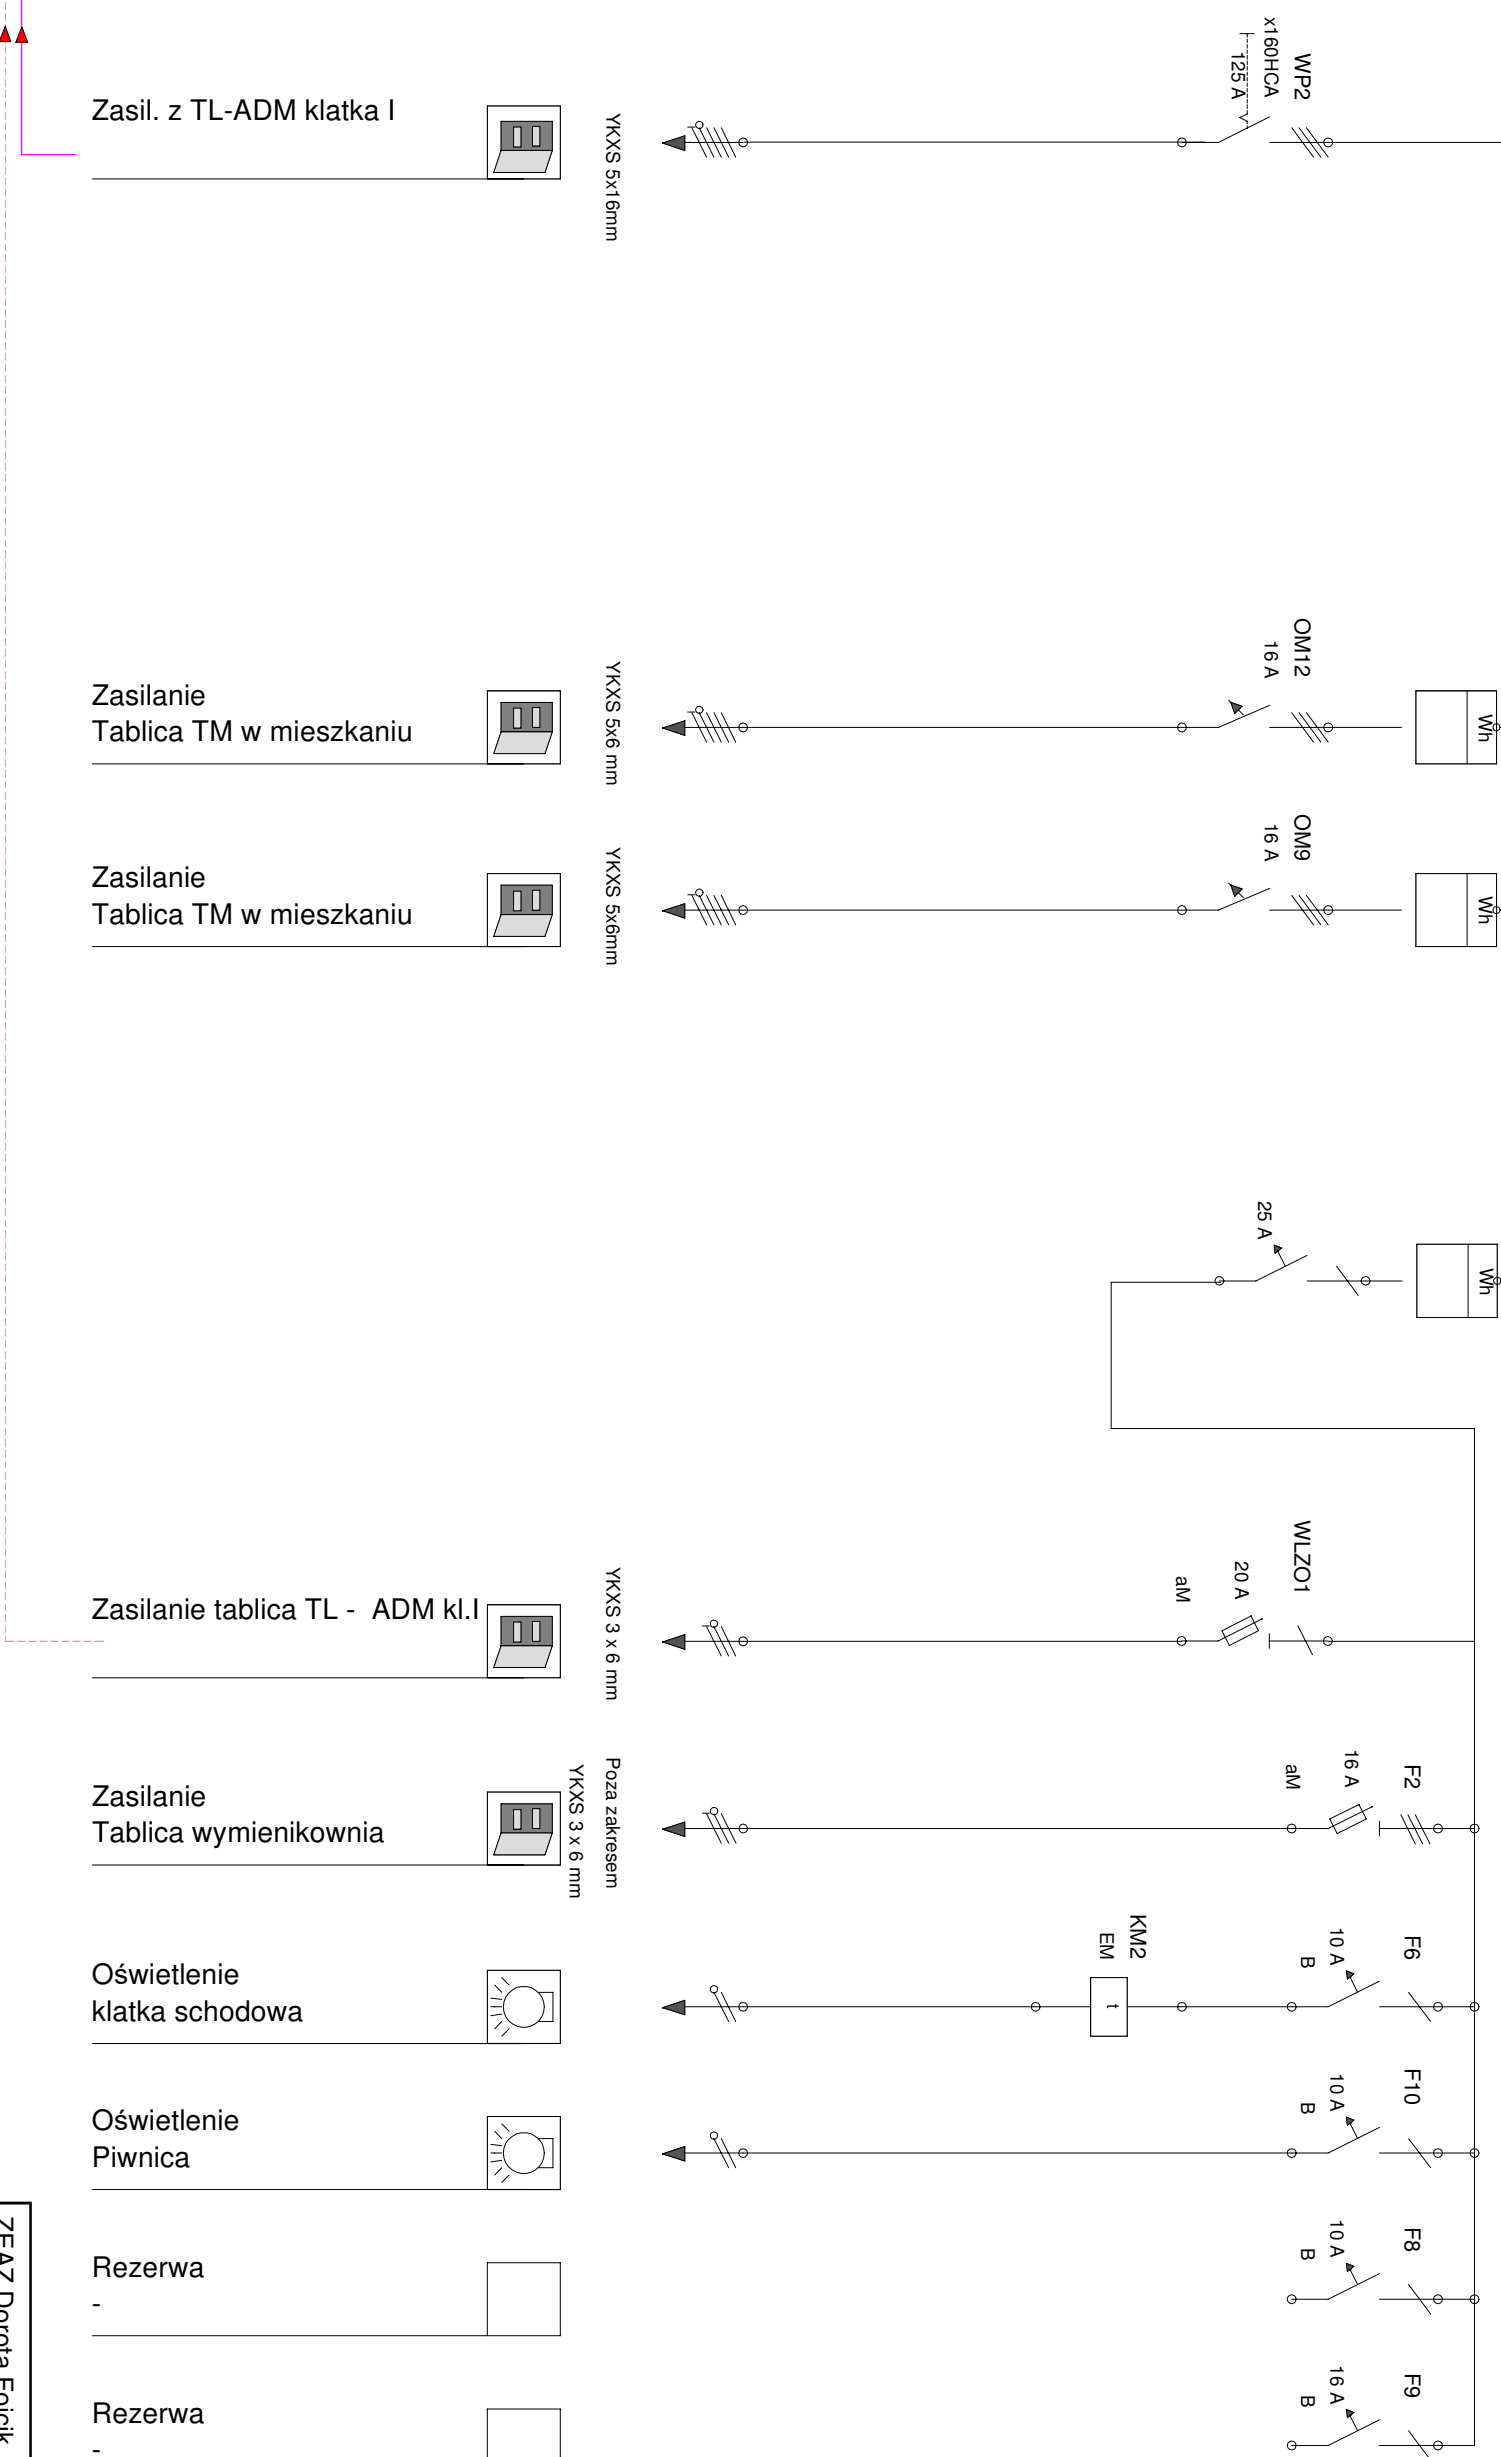 Zasil. z TL-ADM klatka I
YKXS 5x16mm
WP2
x160HCA
125 A
Zasilanie
Tablica TM w mieszkaniu
YKXS 5x6 mm
OM12
16 A
Wh
Zasilanie
Tablica TM w mieszkaniu
YKXS 5x6mm
OM9
16 A
Wh
25 A
Wh
Zasilanie tablica TL - ADM kl.I
YKXS 3 x 6 mm
WLZO1
20 A
aM
Zasilanie
Tablica wymienikownia
Poza zakresem
YKXS 3 x 6 mm
F2
16 A
aM
Oświetlenie
klatka schodowa
KM2
EM
t
F6
10 A
B
Oświetlenie
Piwnica
F10
10 A
B
Rezerwa
-
F8
10 A
B
Rezerwa
-
F9
16 A
B
ZEAZ Dorota Fojcik